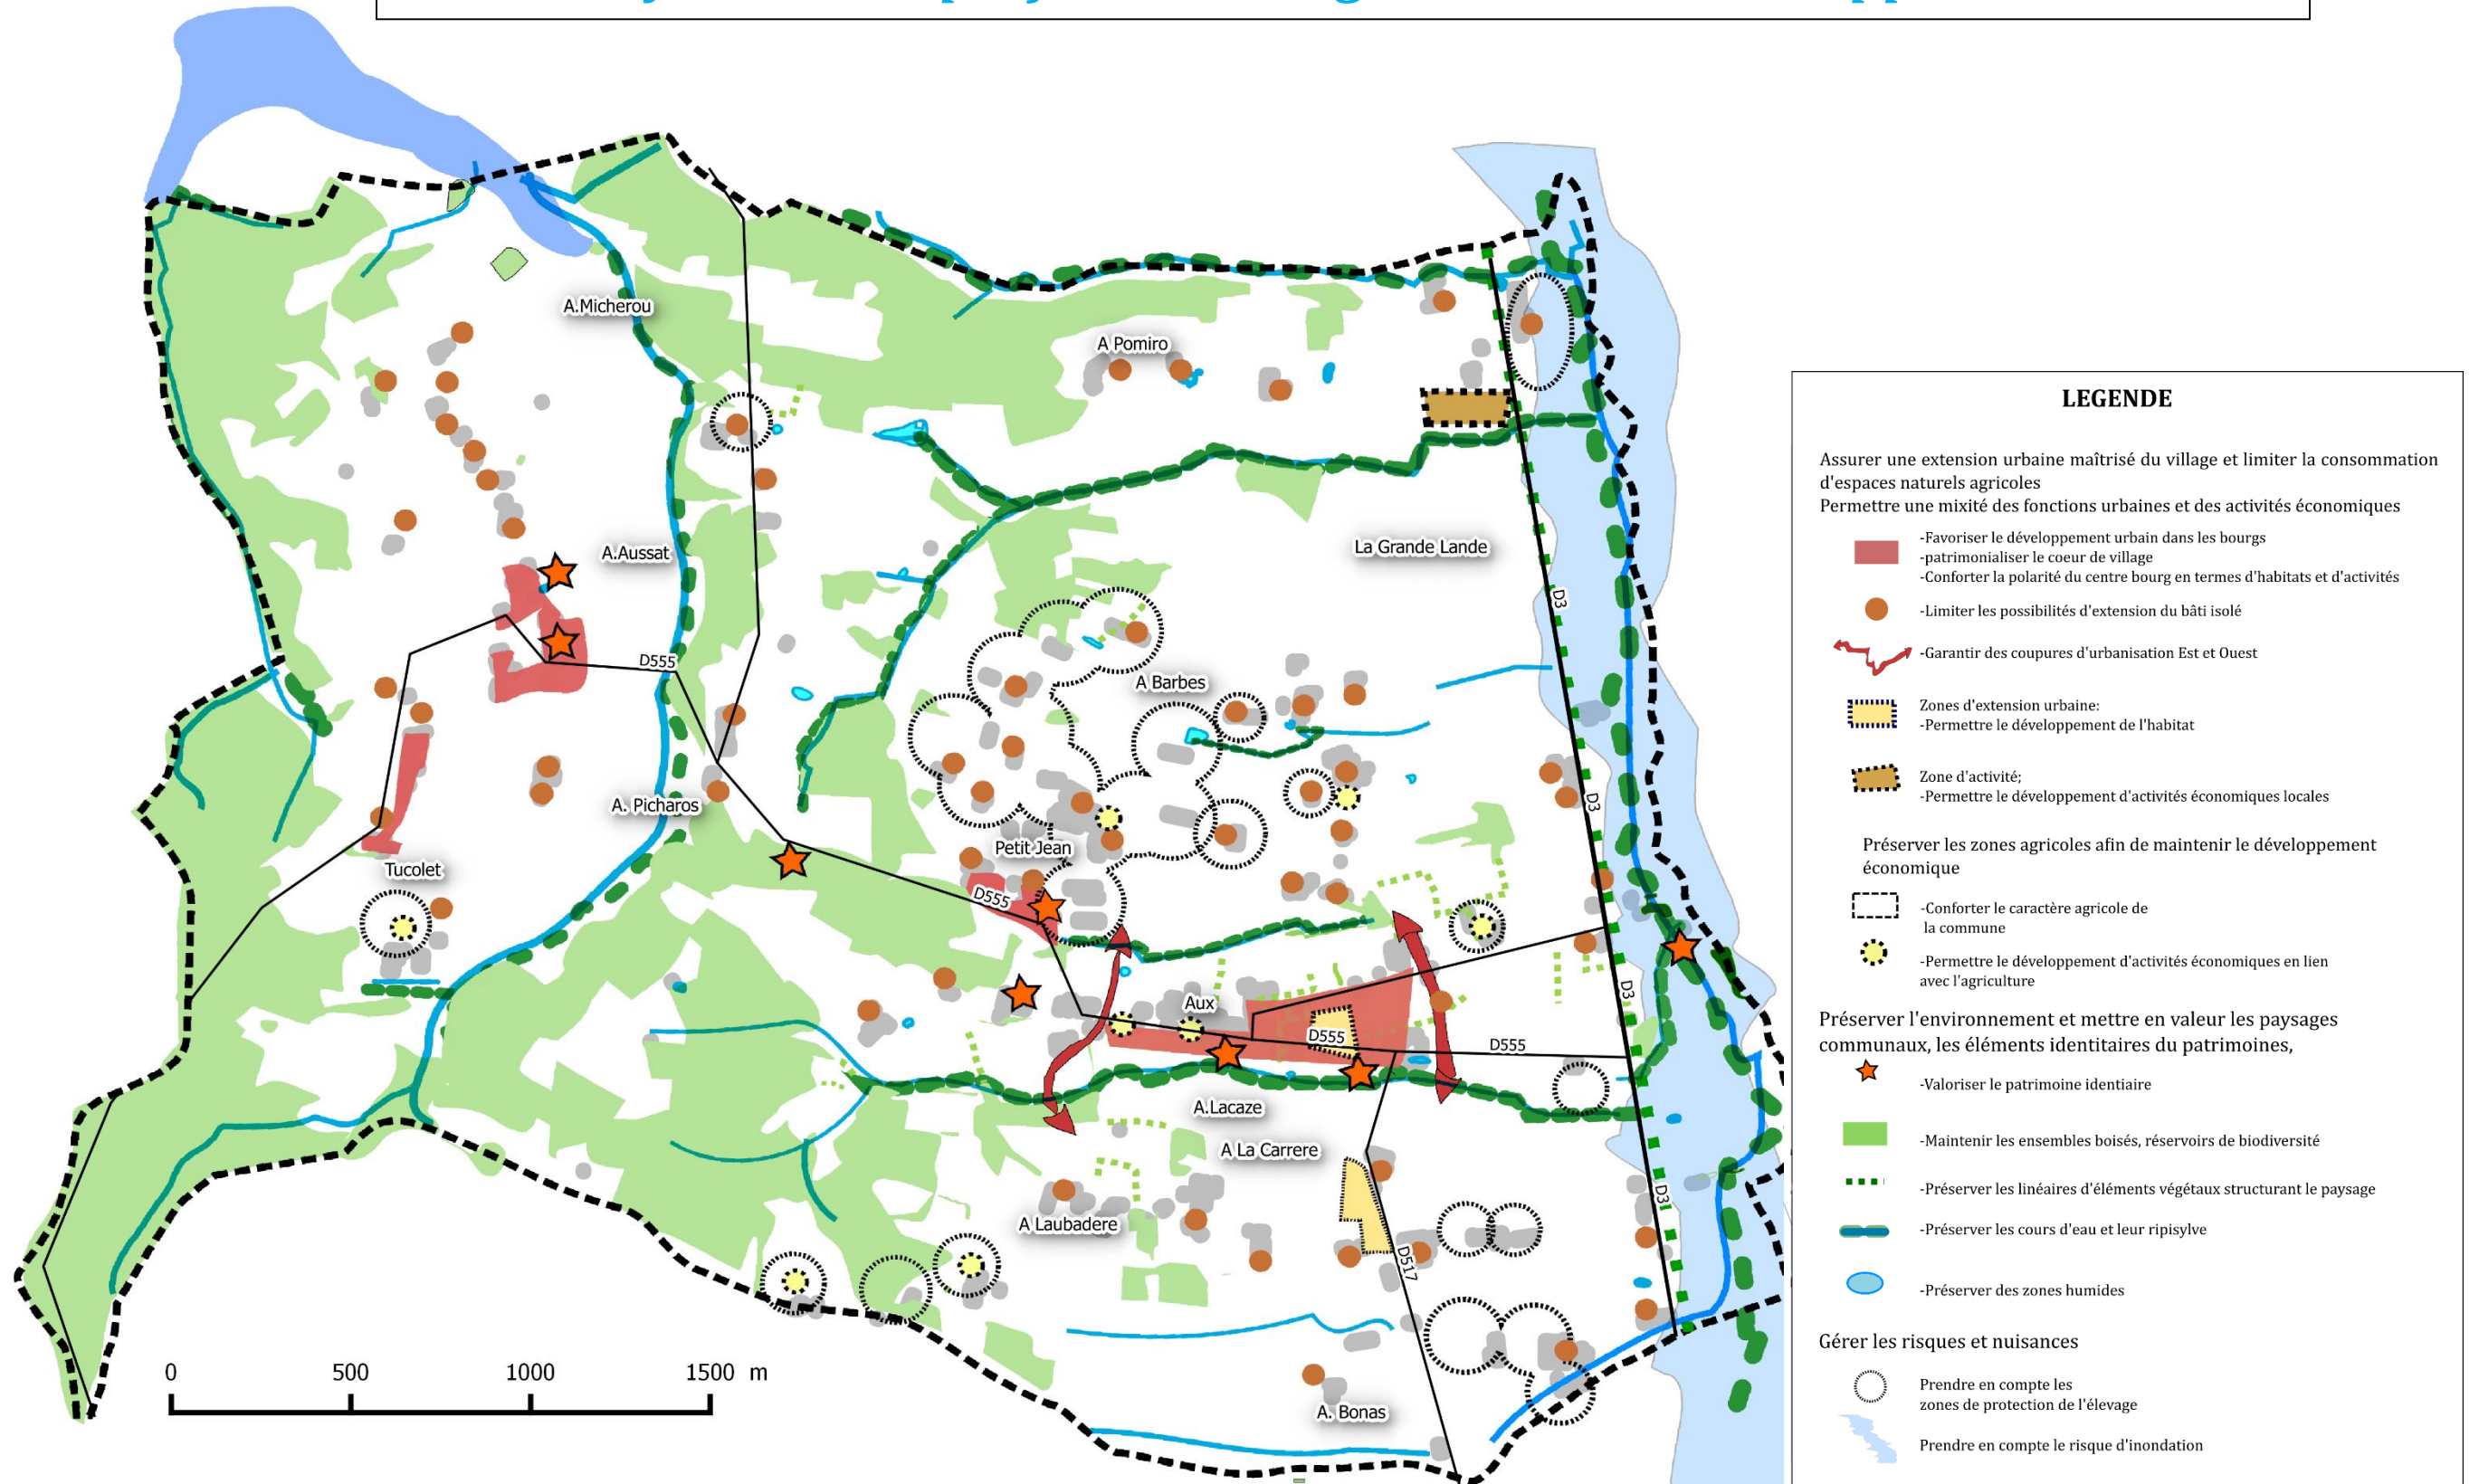 A.Micherou
A Pomiro
A.Aussat
La Grande Lande
D3
D555
A Barbes
D3
A. Picharos
Petit Jean
Tucolet
D555
D3
Aux
D555
D555
A.Lacaze
A La Carrere
D3
A Laubadere
D517
A. Bonas
0 500 1000 1500 m
LEGENDE
Assurer une extension urbaine maîtrisé du village et limiter la consommation
d'espaces naturels agricoles
Permettre une mixité des fonctions urbaines et des activités économiques
-Favoriser le développement urbain dans les bourgs
-patrimonialiser le coeur de village
-Conforter la polarité du centre bourg en termes d'habitats et d'activités
-Limiter les possibilités d'extension du bâti isolé
-Garantir des coupures d'urbanisation Est et Ouest
Zones d'extension urbaine:
-Permettre le développement de l'habitat
Zone d'activité;
-Permettre le développement d'activités économiques locales
Préserver les zones agricoles afin de maintenir le développement
économique
-Conforter le caractère agricole de
la commune
-Permettre le développement d'activités économiques en lien
avec l'agriculture
Préserver l'environnement et mettre en valeur les paysages
communaux, les éléments identitaires du patrimoines,
-Valoriser le patrimoine identiaire
-Maintenir les ensembles boisés, réservoirs de biodiversité
-Préserver les linéaires d'éléments végétaux structurant le paysage
-Préserver les cours d'eau et leur ripisylve
-Préserver des zones humides
Gérer les risques et nuisances
Prendre en compte les
zones de protection de l'élevage
Prendre en compte le risque d'inondation